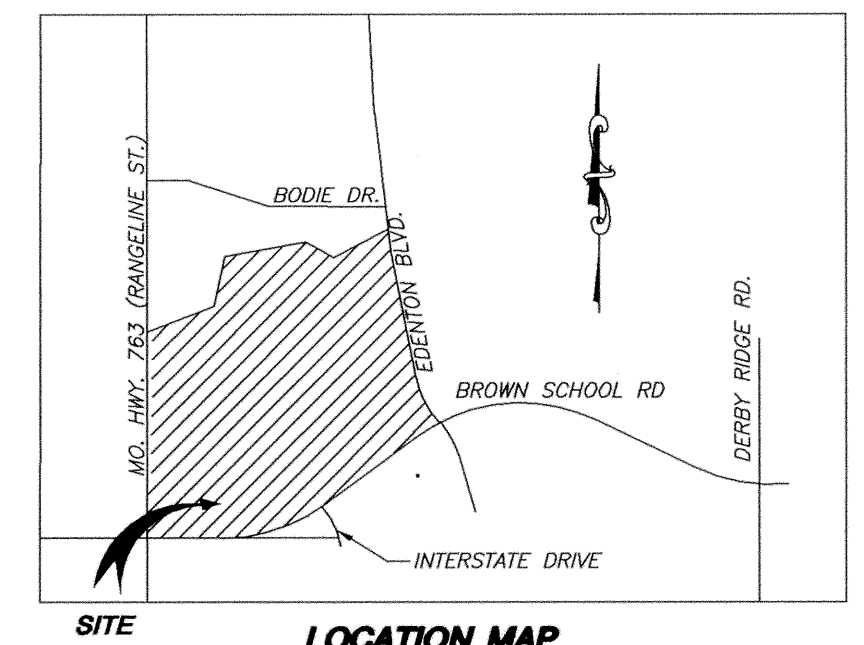 BODIE DR.
MO. HWY. 763 (RANGELINE ST.)
EDENTON BLVD.
BROWN SCHOOL RD
DERBY RIDGE RD.
INTERSTATE DRIVE
SITE
LOCATION MAP